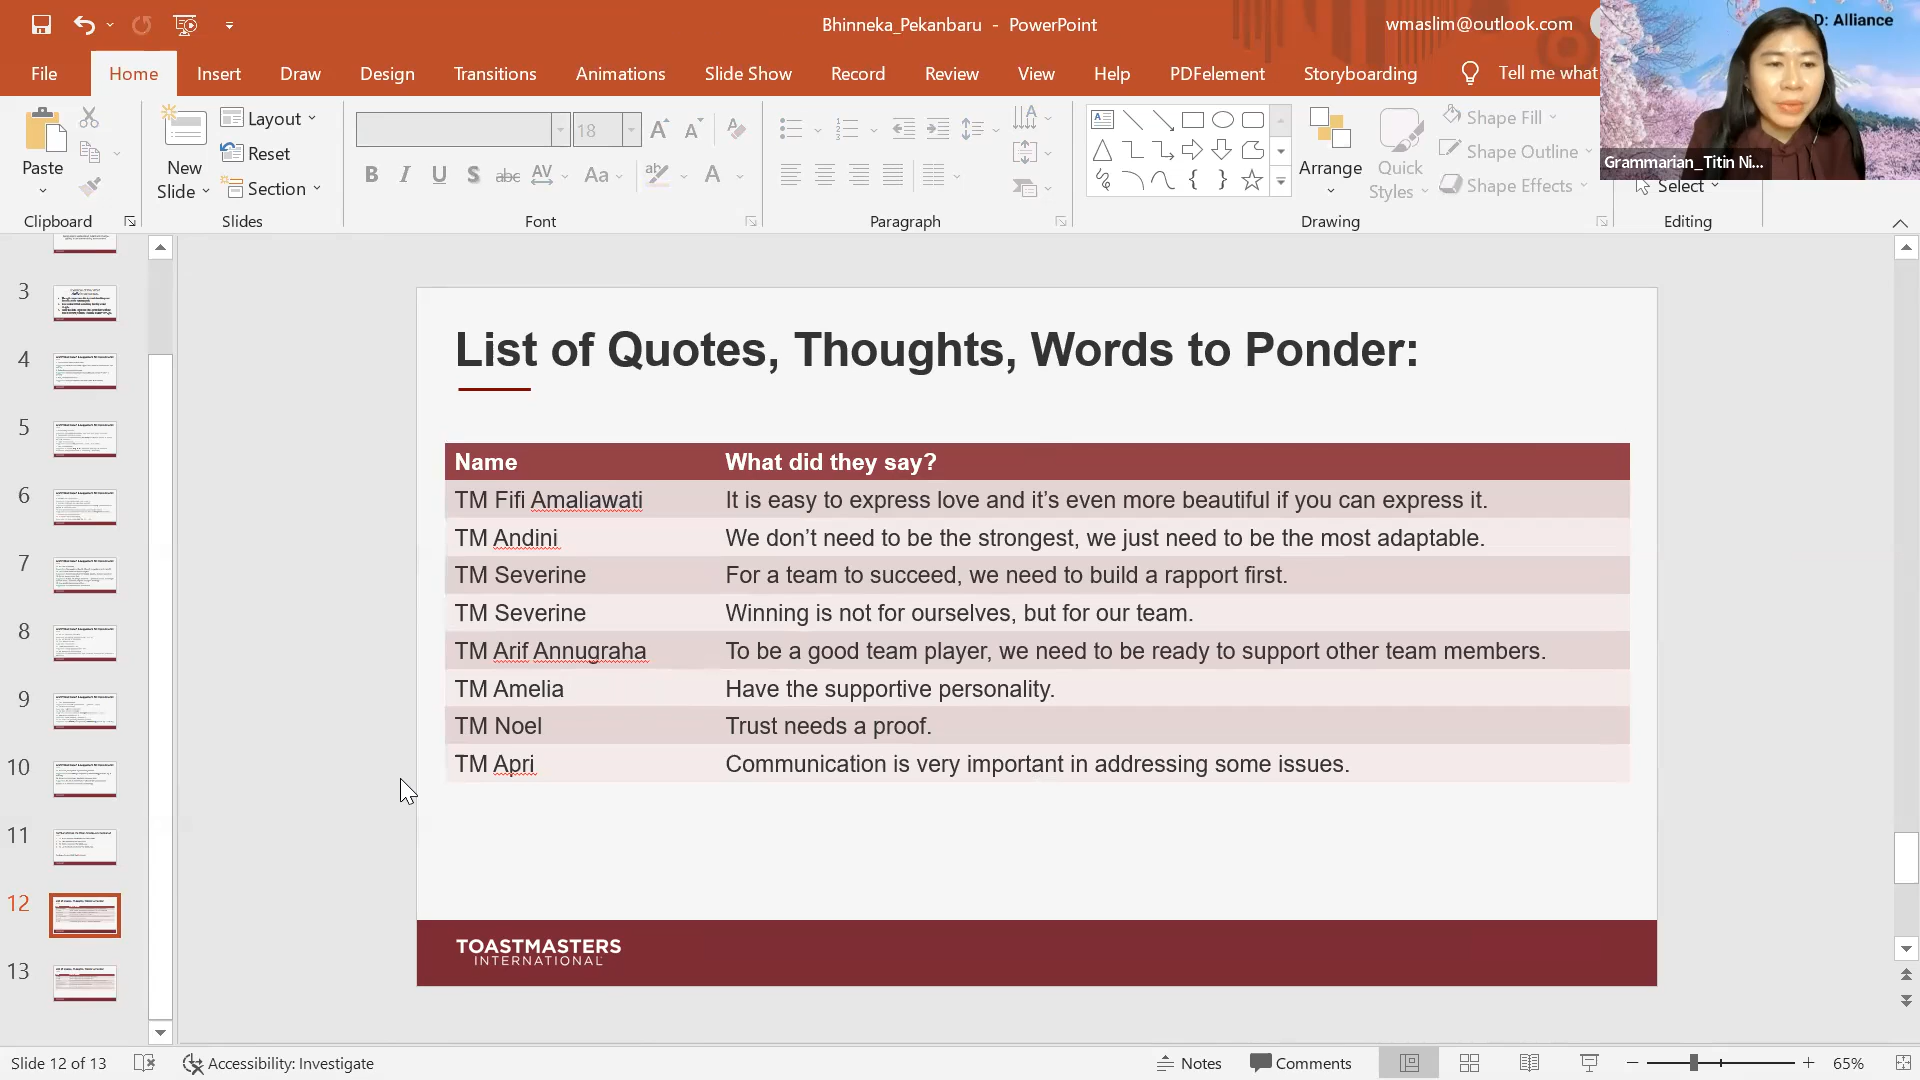 Bhinneka_Pekanbaru - PowerPoint
wmaslim@outlook.com
D: Alliance
File Home Insert Draw Design Transitions Animations Slide Show Record Review View Help PDFelement Storyboarding Tell me what
Grammarian_Titin Ni...
Paste
New
Slide
Layout
Reset
Section
18
B I U S abc AV Aa A
Arrange
Quick
Styles
Shape Fill
Shape Outline
Shape Effects
Select
Clipboard Slides Font Paragraph Drawing Editing
3
4
5
6
7
8
9
10
11
12
13
List of Quotes, Thoughts, Words to Ponder:
Name What did they say?
TM Fifi Amaliawati It is easy to express love and it’s even more beautiful if you can express it.
TM Andini We don’t need to be the strongest, we just need to be the most adaptable.
TM Severine For a team to succeed, we need to build a rapport first.
TM Severine Winning is not for ourselves, but for our team.
TM Arif Annugraha To be a good team player, we need to be ready to support other team members.
TM Amelia Have the supportive personality.
TM Noel Trust needs a proof.
TM Apri Communication is very important in addressing some issues.
TOASTMASTERS
INTERNATIONAL
Slide 12 of 13 Accessibility: Investigate Notes Comments 65%